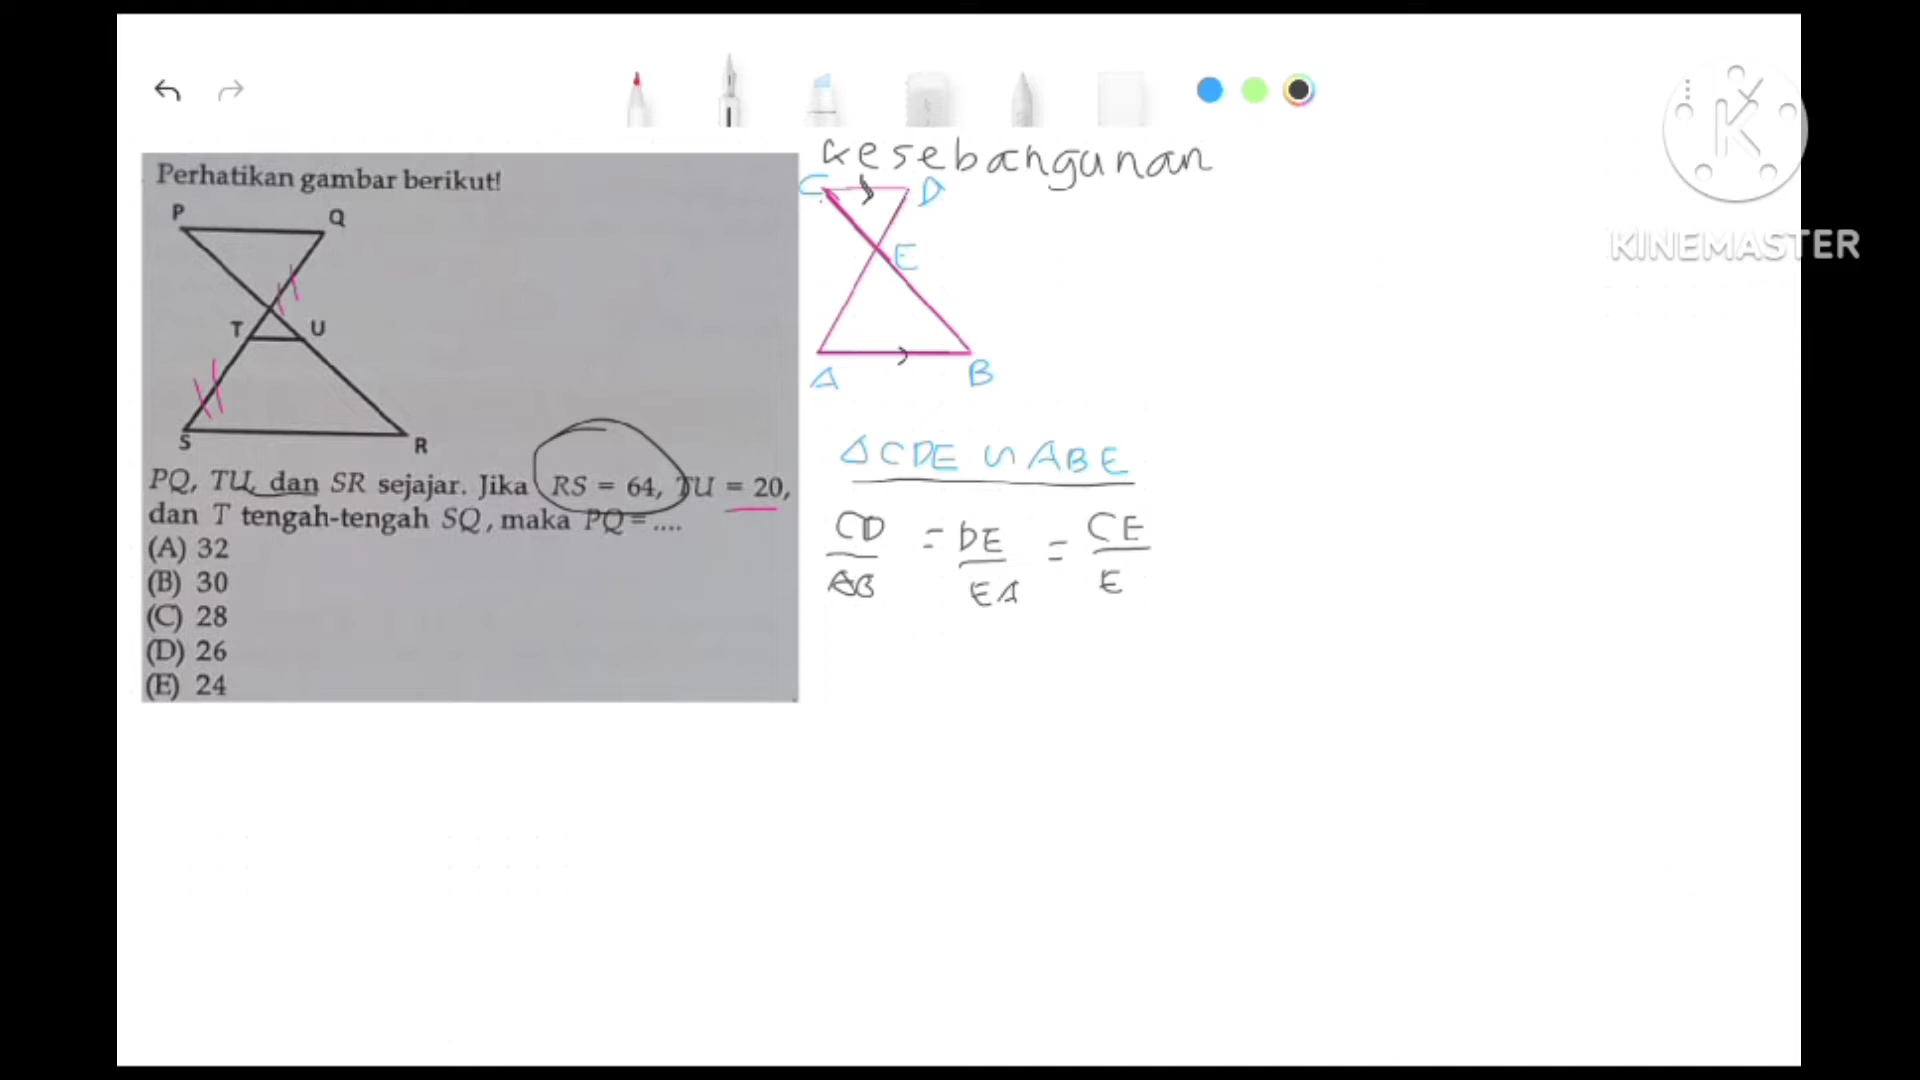 KINEMASTER
Perhatikan gambar berikut!
P
Q
T
U
S
R
PQ, TU, dan SR sejajar. Jika RS = 64, TU = 20,
dan T tengah-tengah SQ, maka PQ = ....
(A) 32
(B) 30
(C) 28
(D) 26
(E) 24
Kesebangunan
C
D
E
A
B
Δ CDE ∽ ABE
CD = DE = CE
AB EA E